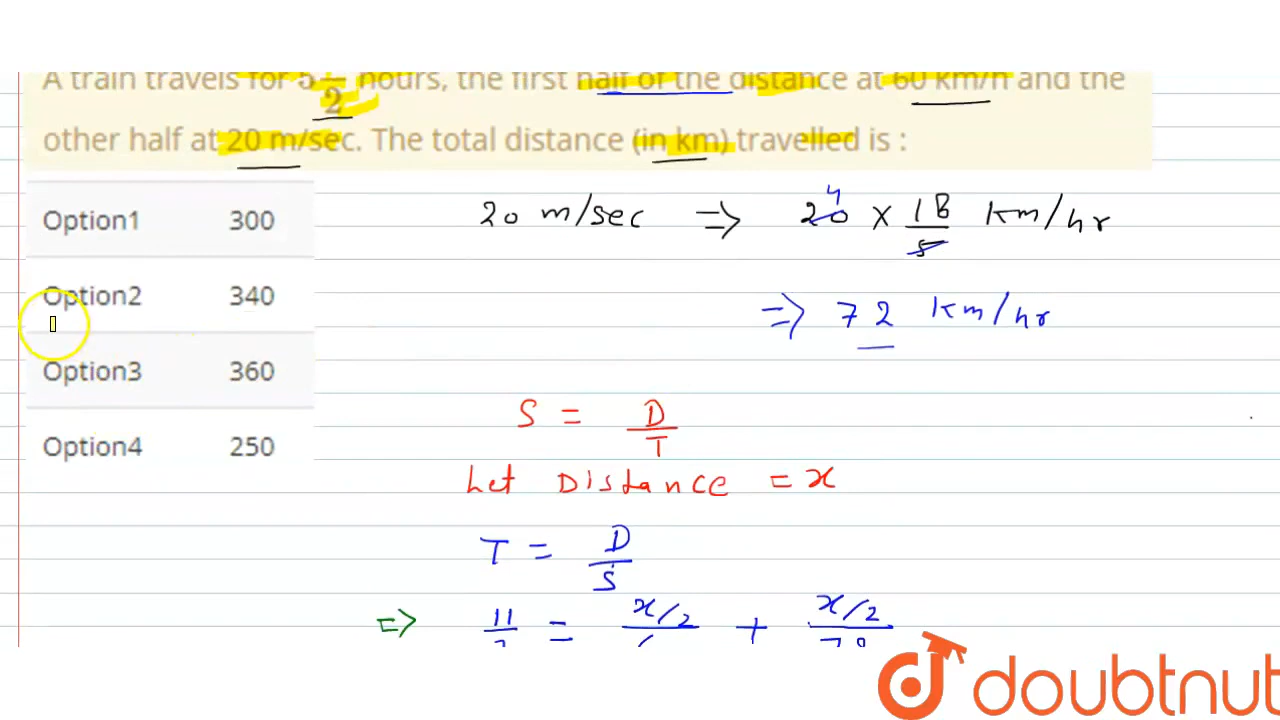 A train travels for 5 1/2 hours, the first half of the distance at 60 km/h and the
other half at 20 m/sec. The total distance (in km) travelled is :
Option1 300
20 m/sec => 20 4 × 18/5 km/hr
Option2 340
=> 72 km/hr
Option3 360
S = D/T
Option4 250
Let Distance = x
T = D/S
=> 11 = x/2 + x/2
doubtnut